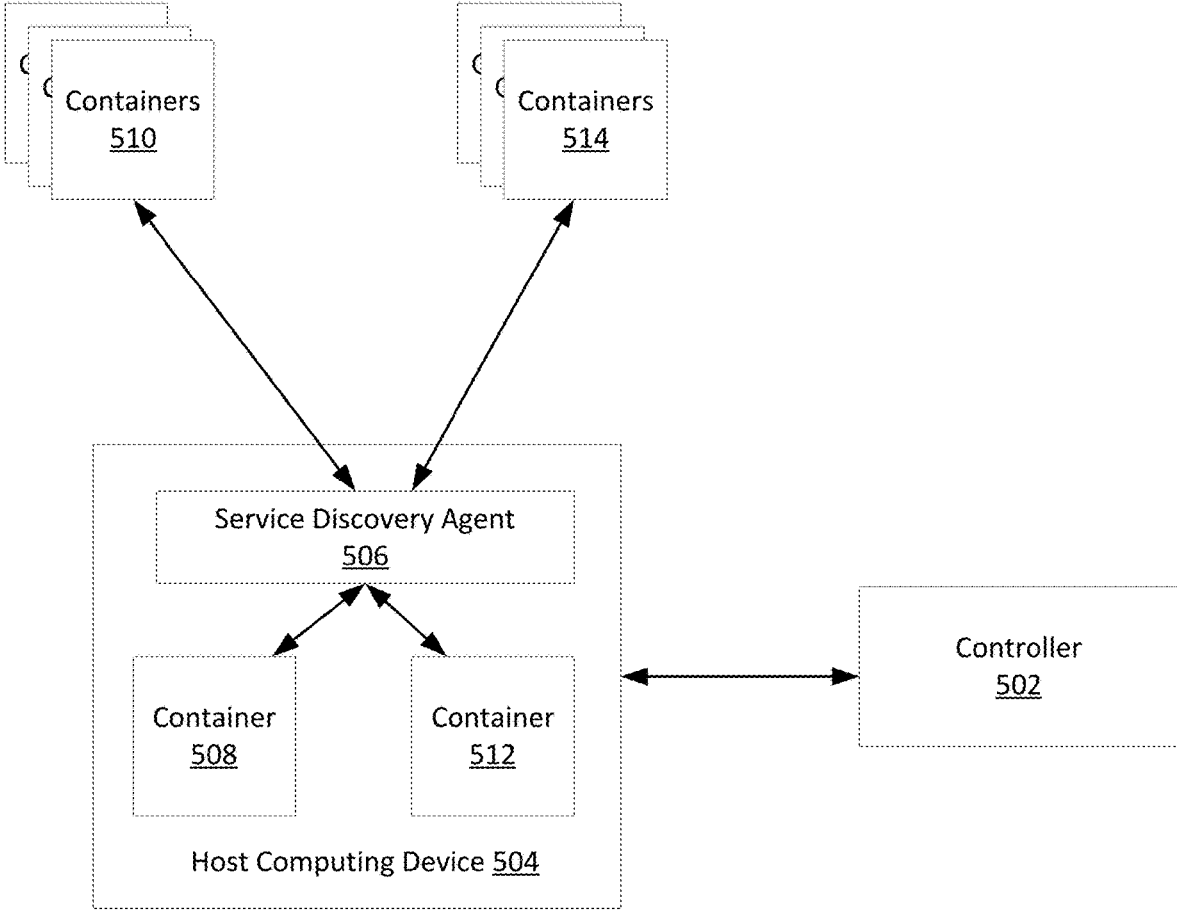 Containers
510
Containers
514
Service Discovery Agent
506
Container
508
Container
512
Controller
502
Host Computing Device 504